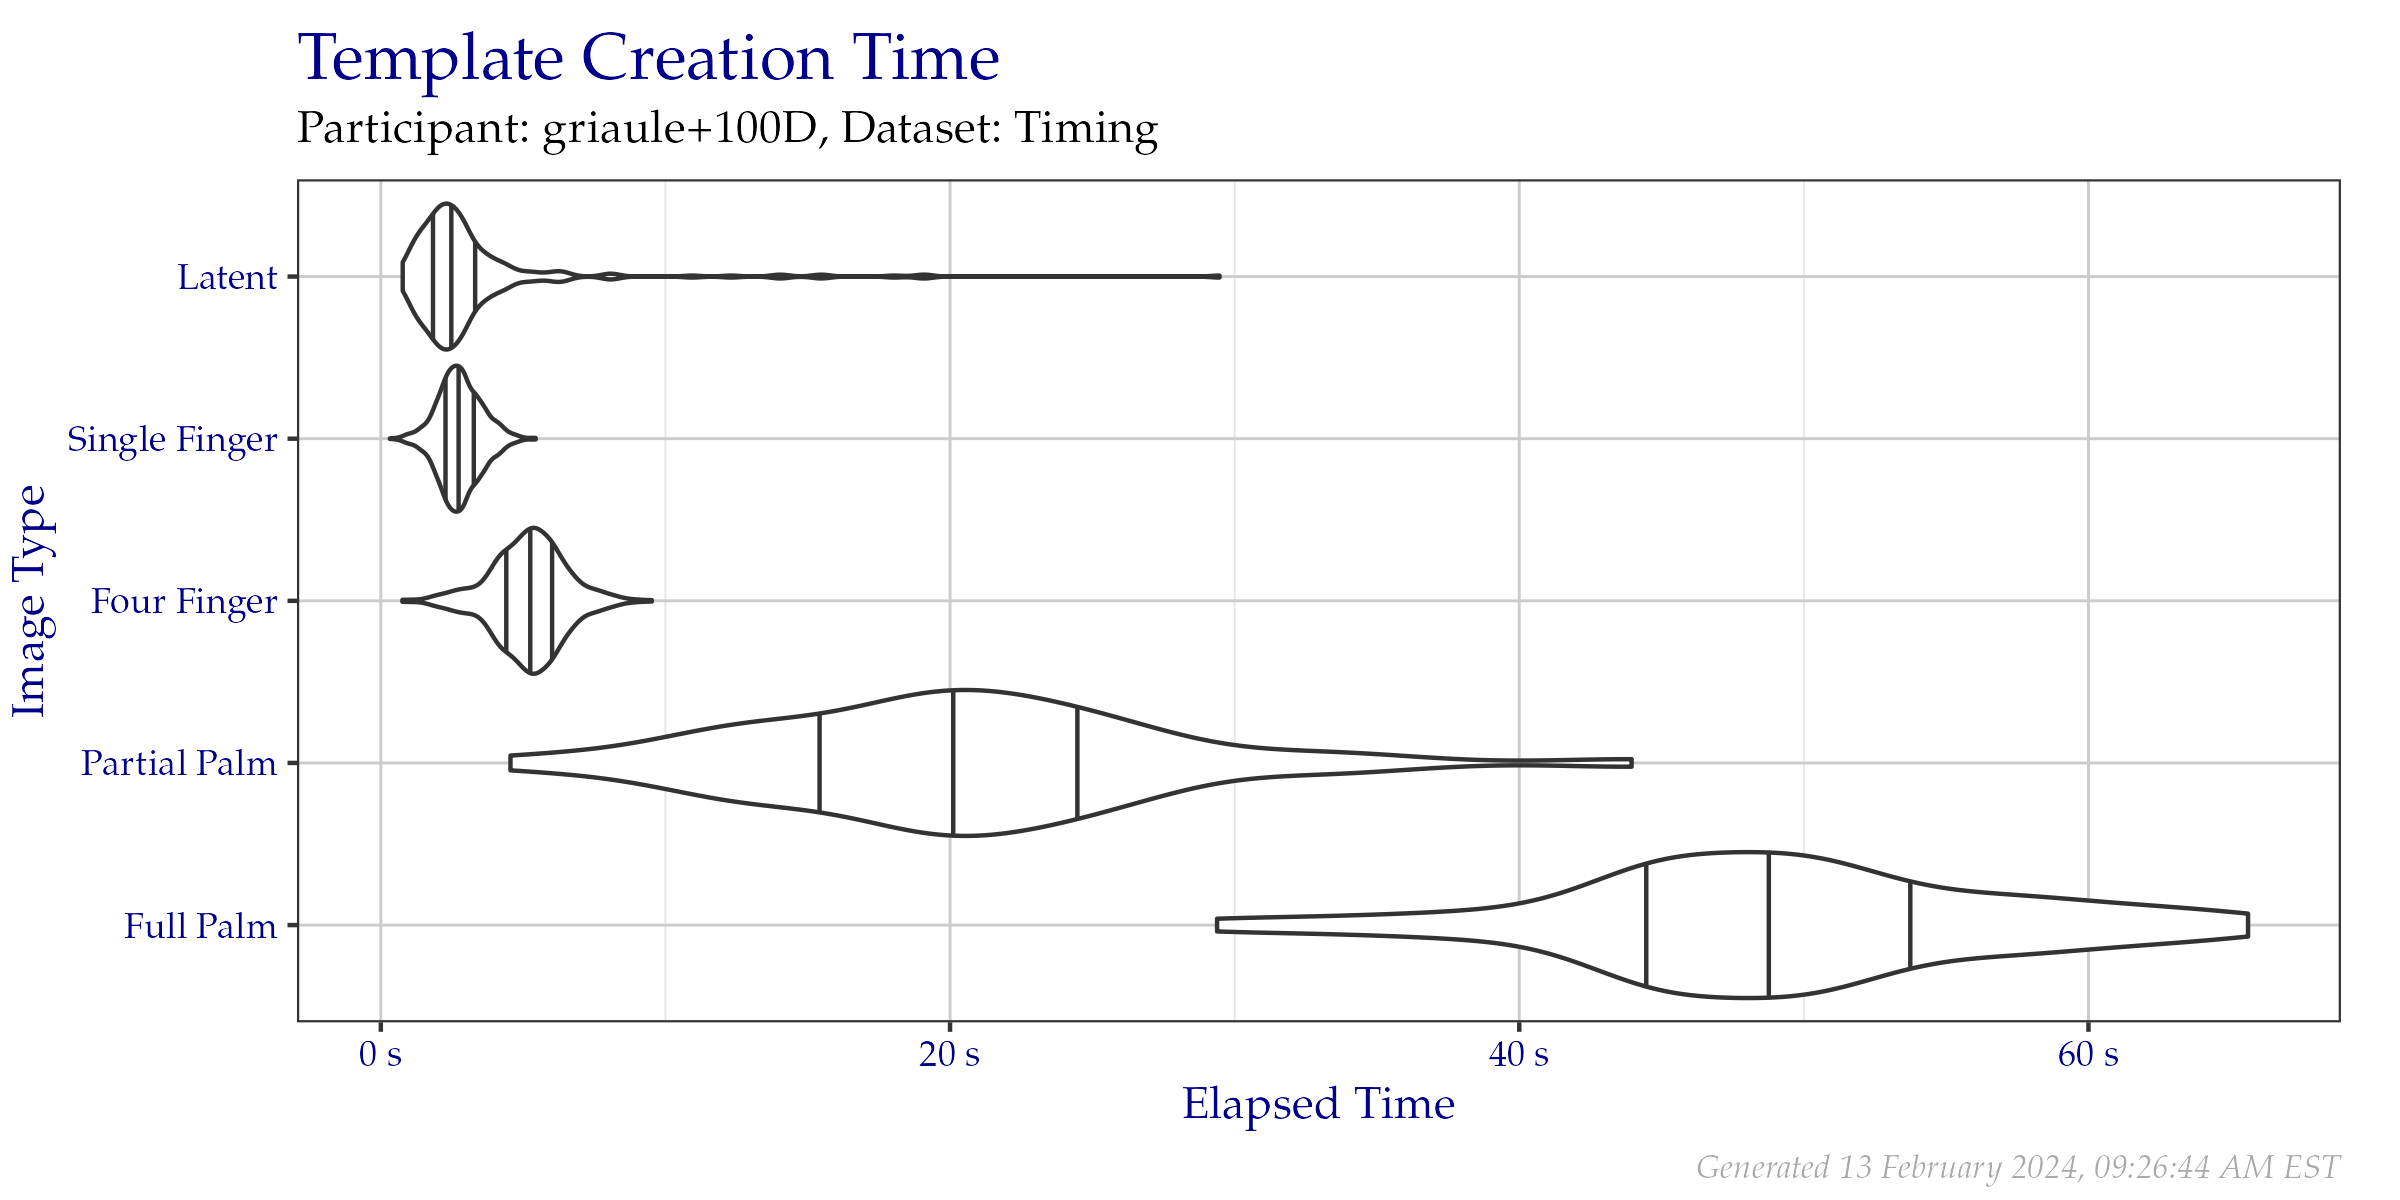 Template Creation Time
Participant: griaule+100D, Dataset: Timing
Image Type
Latent
Single Finger
Four Finger
Partial Palm
Full Palm
0 s 20 s 40 s 60 s
Elapsed Time
Generated 13 February 2024, 09:26:44 AM EST